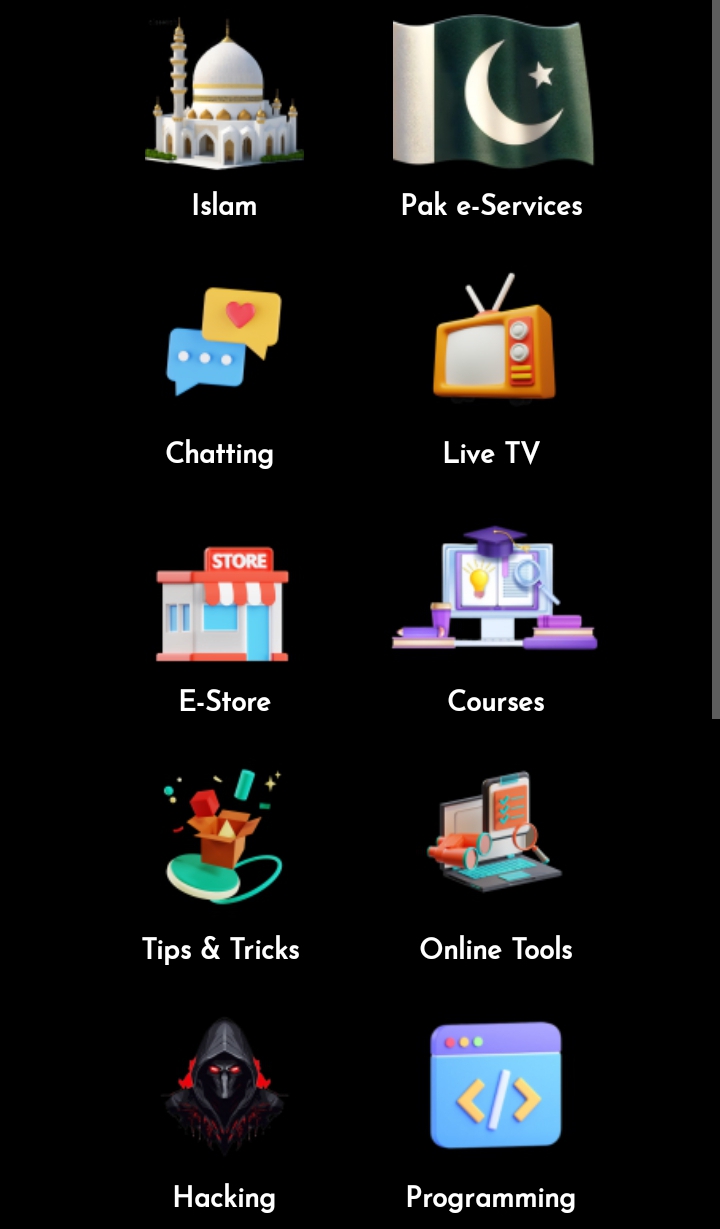 Islam
Pak e-Services
Chatting
Live TV
STORE
E-Store
Courses
Tips & Tricks
Online Tools
Hacking
Programming